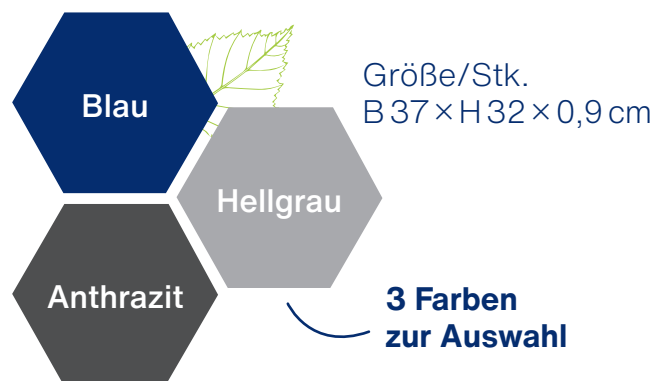 Blau
Größe/Stk.
B 37 × H 32 × 0,9 cm
Hellgrau
Anthrazit
3 Farben
zur Auswahl